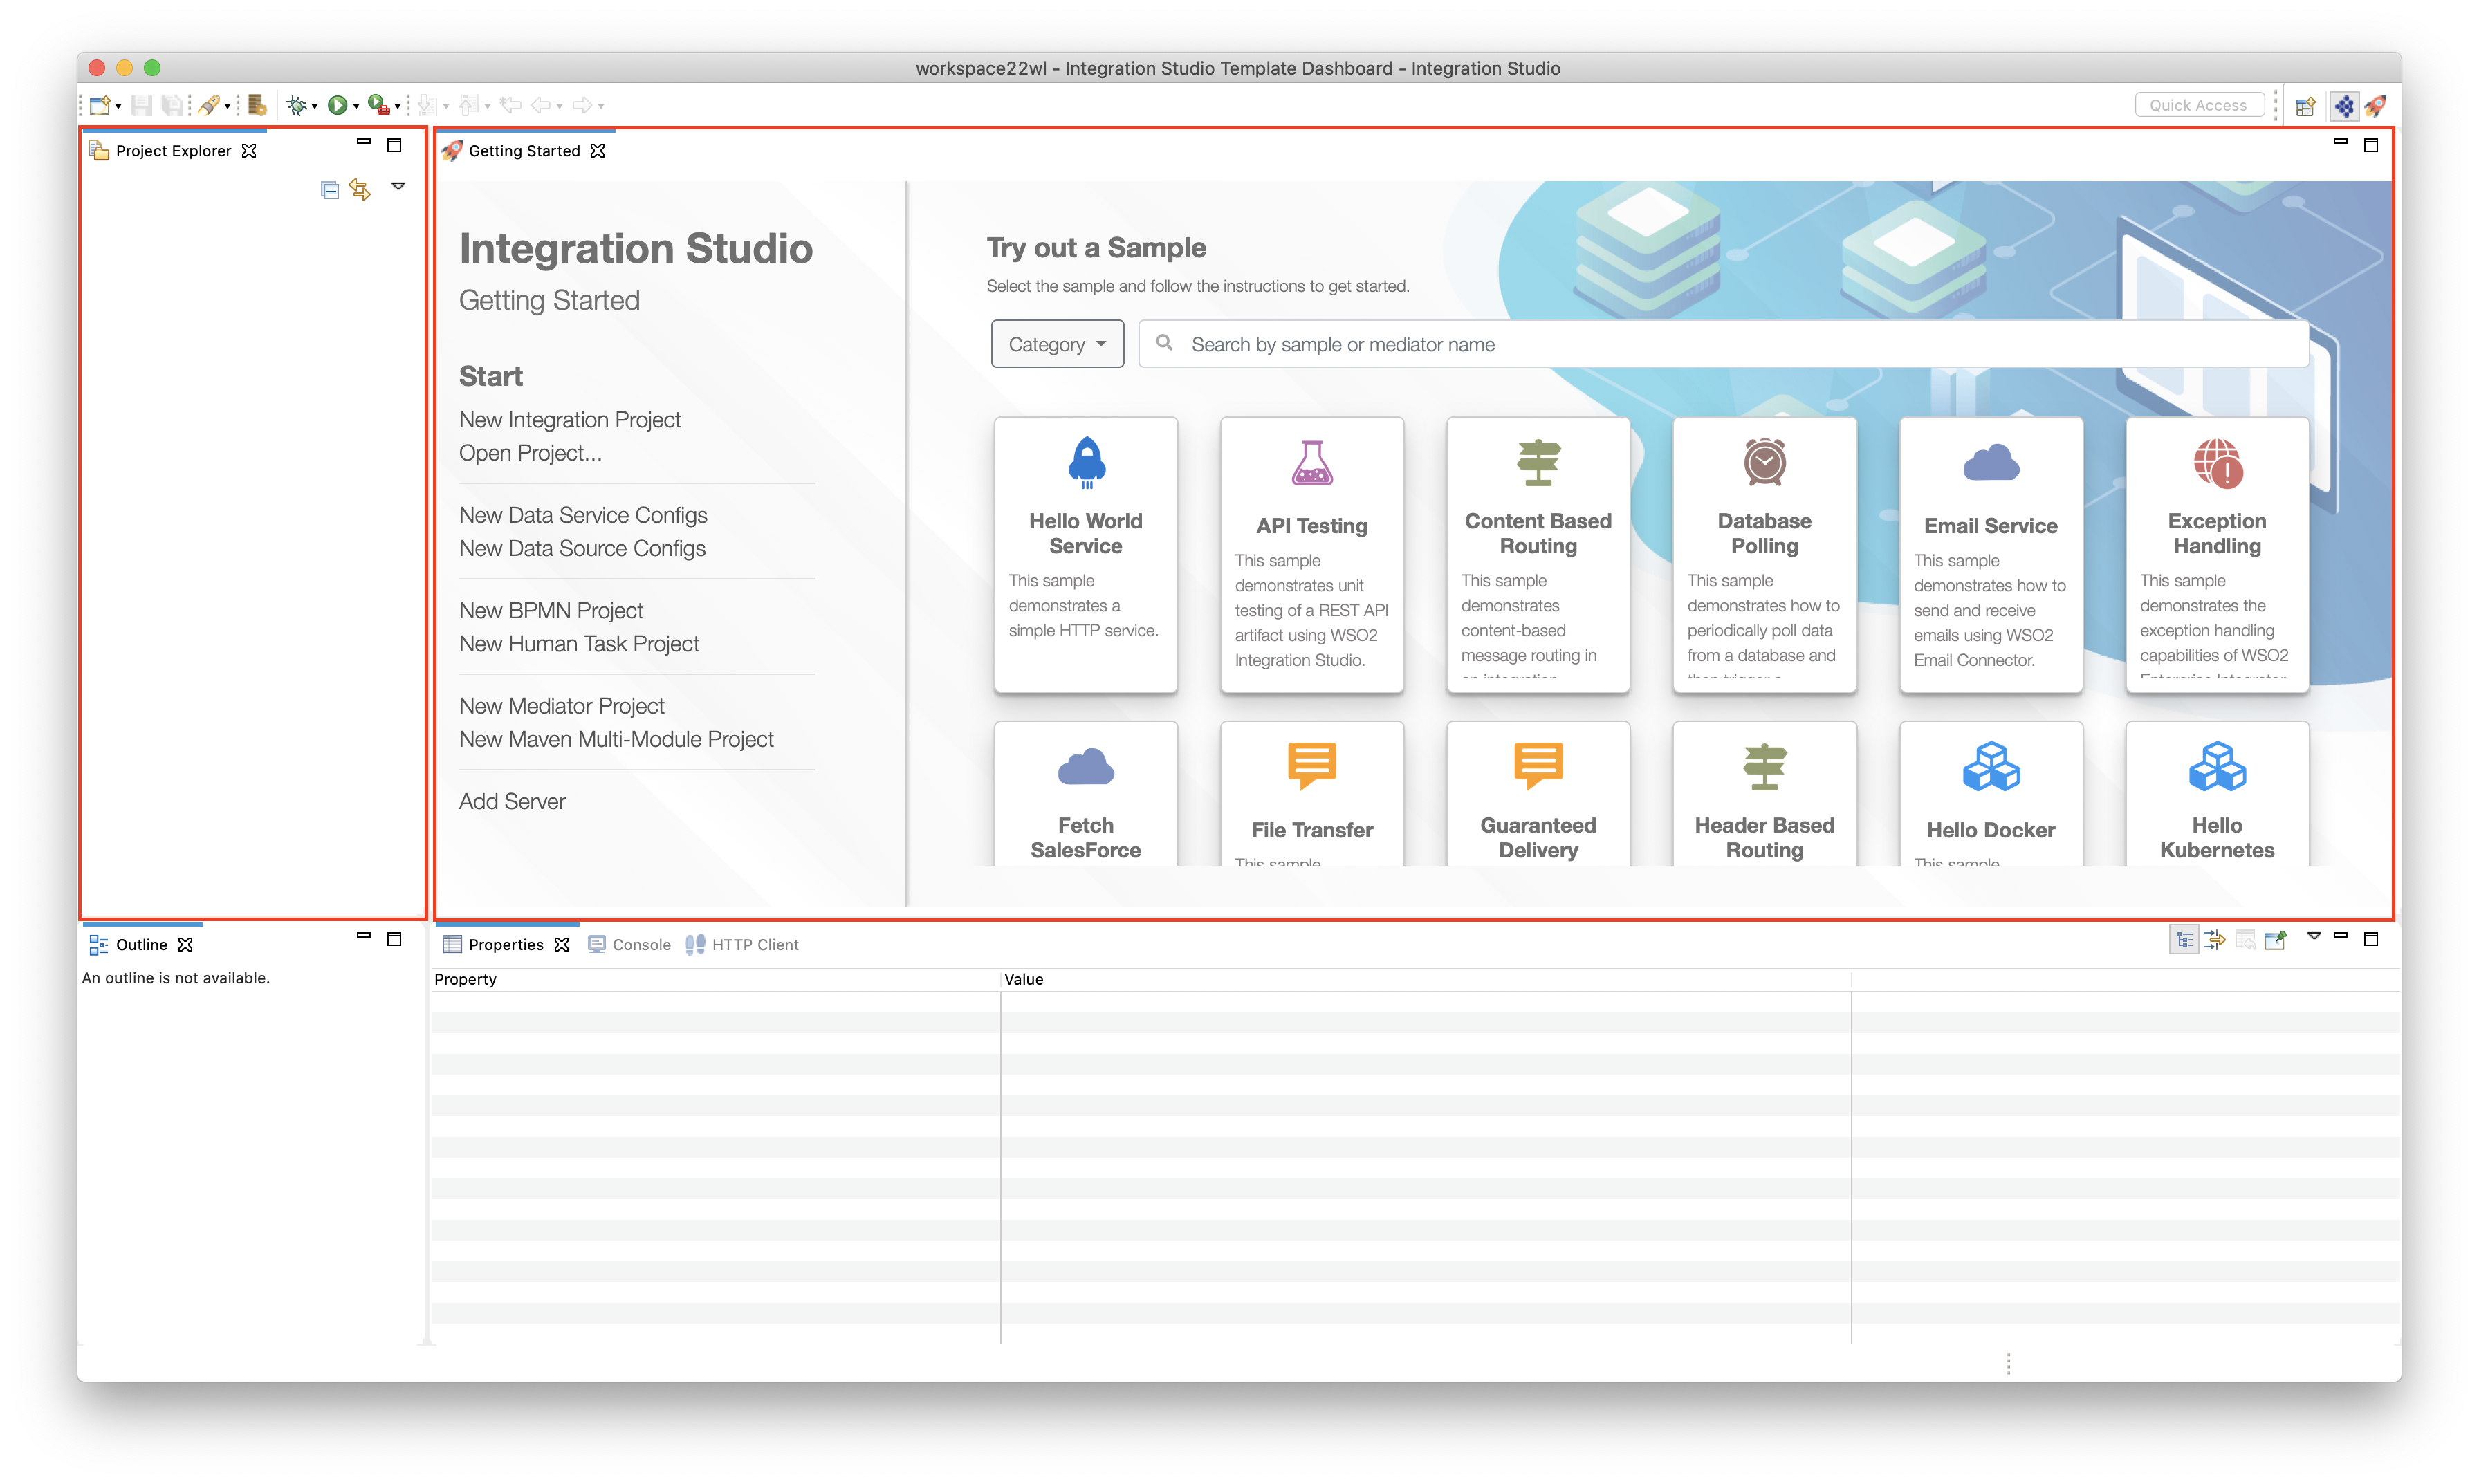 workspace22wl - Integration Studio Template Dashboard - Integration Studio
Quick Access
Project Explorer
Getting Started
Integration Studio
Getting Started
Start
New Integration Project
Open Project...
New Data Service Configs
New Data Source Configs
New BPMN Project
New Human Task Project
New Mediator Project
New Maven Multi-Module Project
Add Server
Try out a Sample
Select the sample and follow the instructions to get started.
Category
Search by sample or mediator name
Hello World
Service
This sample
demonstrates a
simple HTTP service.
API Testing
This sample
demonstrates unit
testing of a REST API
artifact using WSO2
Integration Studio.
Content Based
Routing
This sample
demonstrates
content-based
message routing in
an integration
Database
Polling
This sample
demonstrates how to
periodically poll data
from a database and
then trigger a
Email Service
This sample
demonstrates how to
send and receive
emails using WSO2
Email Connector.
Exception
Handling
This sample
demonstrates the
exception handling
capabilities of WSO2
Enterprise Integrator
Fetch
SalesForce
File Transfer
This sample
Guaranteed
Delivery
Header Based
Routing
Hello Docker
This sample
Hello
Kubernetes
Outline
An outline is not available.
Properties
Console
HTTP Client
Property
Value